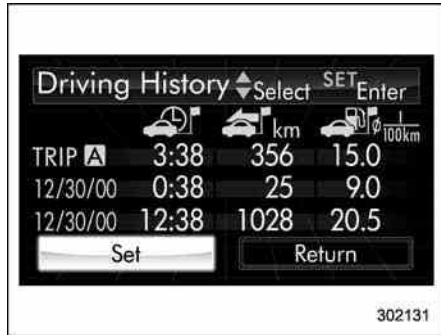 Driving History Select SET Enter
km ø l/100km
TRIP A 3:38 356 15.0
12/30/00 0:38 25 9.0
12/30/00 12:38 1028 20.5
Set Return
302131